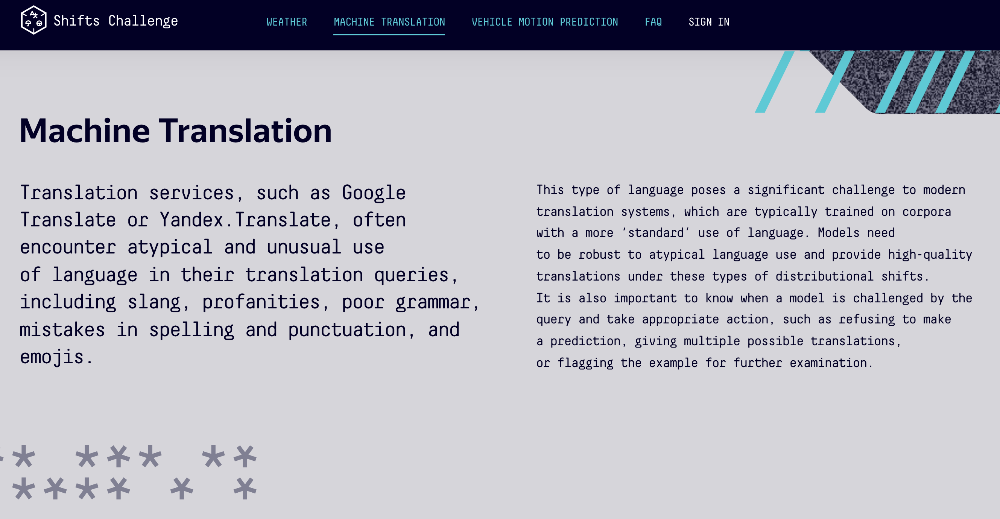 Shifts Challenge
WEATHER
MACHINE TRANSLATION
VEHICLE MOTION PREDICTION
FAQ
SIGN IN
Machine Translation
Translation services, such as Google
Translate or Yandex.Translate, often
encounter atypical and unusual use
of language in their translation queries,
including slang, profanities, poor grammar,
mistakes in spelling and punctuation, and
emojis.
This type of language poses a significant challenge to modern
translation systems, which are typically trained on corpora
with a more ‘standard’ use of language. Models need
to be robust to atypical language use and provide high-quality
translations under these types of distributional shifts.
It is also important to know when a model is challenged by the
query and take appropriate action, such as refusing to make
a prediction, giving multiple possible translations,
or flagging the example for further examination.